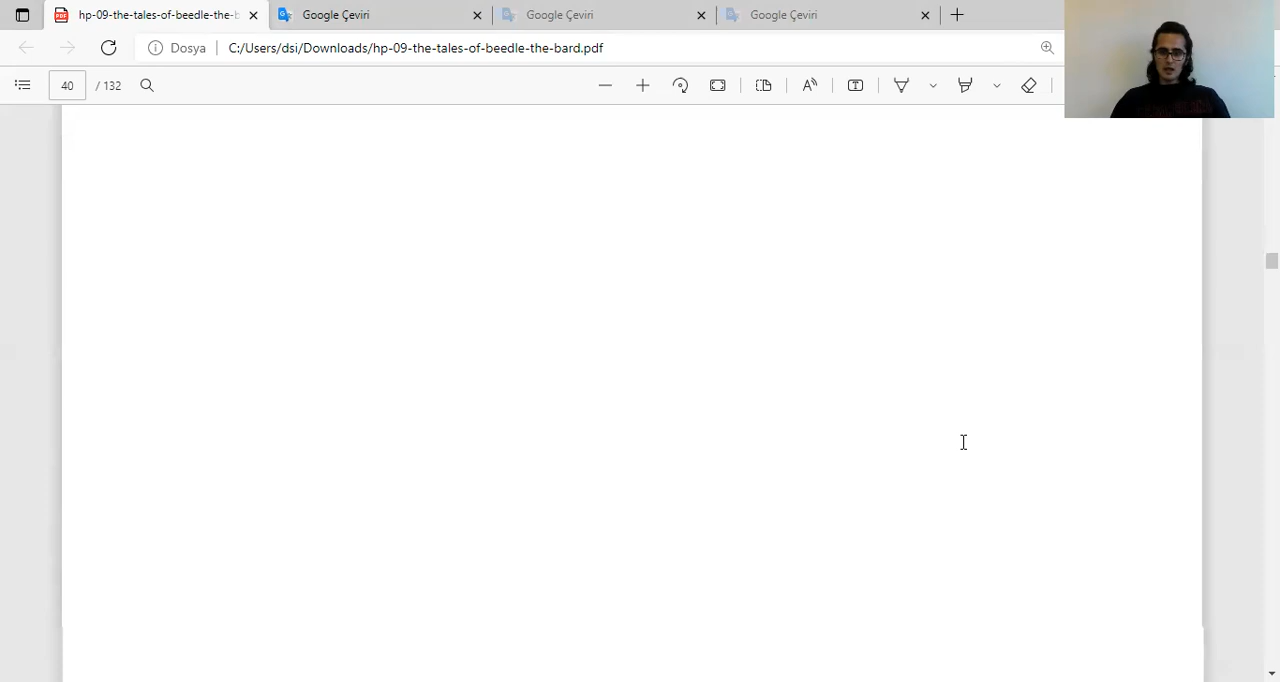 hp-09-the-tales-of-beedle-the-b
Google Çeviri
Google Çeviri
Google Çeviri
Dosya
C:/Users/dsi/Downloads/hp-09-the-tales-of-beedle-the-bard.pdf
40 / 132